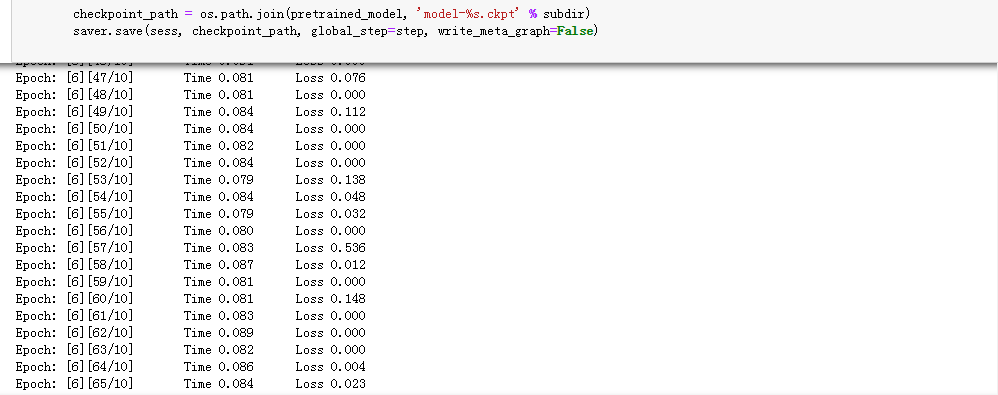 checkpoint_path = os.path.join(pretrained_model, 'model-%s.ckpt' % subdir)
saver.save(sess, checkpoint_path, global_step=step, write_meta_graph=False)
Epoch: [6][47/10] Time 0.081 Loss 0.076
Epoch: [6][48/10] Time 0.081 Loss 0.000
Epoch: [6][49/10] Time 0.084 Loss 0.112
Epoch: [6][50/10] Time 0.084 Loss 0.000
Epoch: [6][51/10] Time 0.082 Loss 0.000
Epoch: [6][52/10] Time 0.084 Loss 0.000
Epoch: [6][53/10] Time 0.079 Loss 0.138
Epoch: [6][54/10] Time 0.084 Loss 0.048
Epoch: [6][55/10] Time 0.079 Loss 0.032
Epoch: [6][56/10] Time 0.080 Loss 0.000
Epoch: [6][57/10] Time 0.083 Loss 0.536
Epoch: [6][58/10] Time 0.087 Loss 0.012
Epoch: [6][59/10] Time 0.081 Loss 0.000
Epoch: [6][60/10] Time 0.081 Loss 0.148
Epoch: [6][61/10] Time 0.083 Loss 0.000
Epoch: [6][62/10] Time 0.089 Loss 0.000
Epoch: [6][63/10] Time 0.082 Loss 0.000
Epoch: [6][64/10] Time 0.086 Loss 0.004
Epoch: [6][65/10] Time 0.084 Loss 0.023